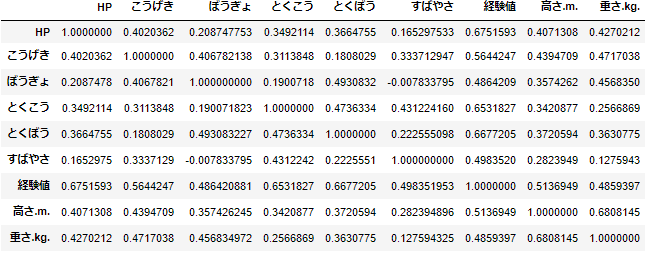 HP こうげき ぼうぎょ とくこう とくぼう すばやさ 経験値 高さ.m. 重さ.kg.
HP 1.0000000 0.4020362 0.208747753 0.3492114 0.3664755 0.165297533 0.6751593 0.4071308 0.4270212
こうげき 0.4020362 1.0000000 0.406782138 0.3113848 0.1808029 0.333712947 0.5644247 0.4394709 0.4717038
ぼうぎょ 0.2087478 0.4067821 1.000000000 0.1900718 0.4930832 -0.007833795 0.4864209 0.3574262 0.4568350
とくこう 0.3492114 0.3113848 0.190071823 1.0000000 0.4736334 0.431224160 0.6531827 0.3420877 0.2566869
とくぼう 0.3664755 0.1808029 0.493083227 0.4736334 1.0000000 0.222555098 0.6677205 0.3720594 0.3630775
すばやさ 0.1652975 0.3337129 -0.007833795 0.4312242 0.2225551 1.000000000 0.4983520 0.2823949 0.1275943
経験値 0.6751593 0.5644247 0.486420881 0.6531827 0.6677205 0.498351953 1.0000000 0.5136949 0.4859397
高さ.m. 0.4071308 0.4394709 0.357426245 0.3420877 0.3720594 0.282394896 0.5136949 1.0000000 0.6808145
重さ.kg. 0.4270212 0.4717038 0.456834972 0.2566869 0.3630775 0.127594325 0.4859397 0.6808145 1.0000000